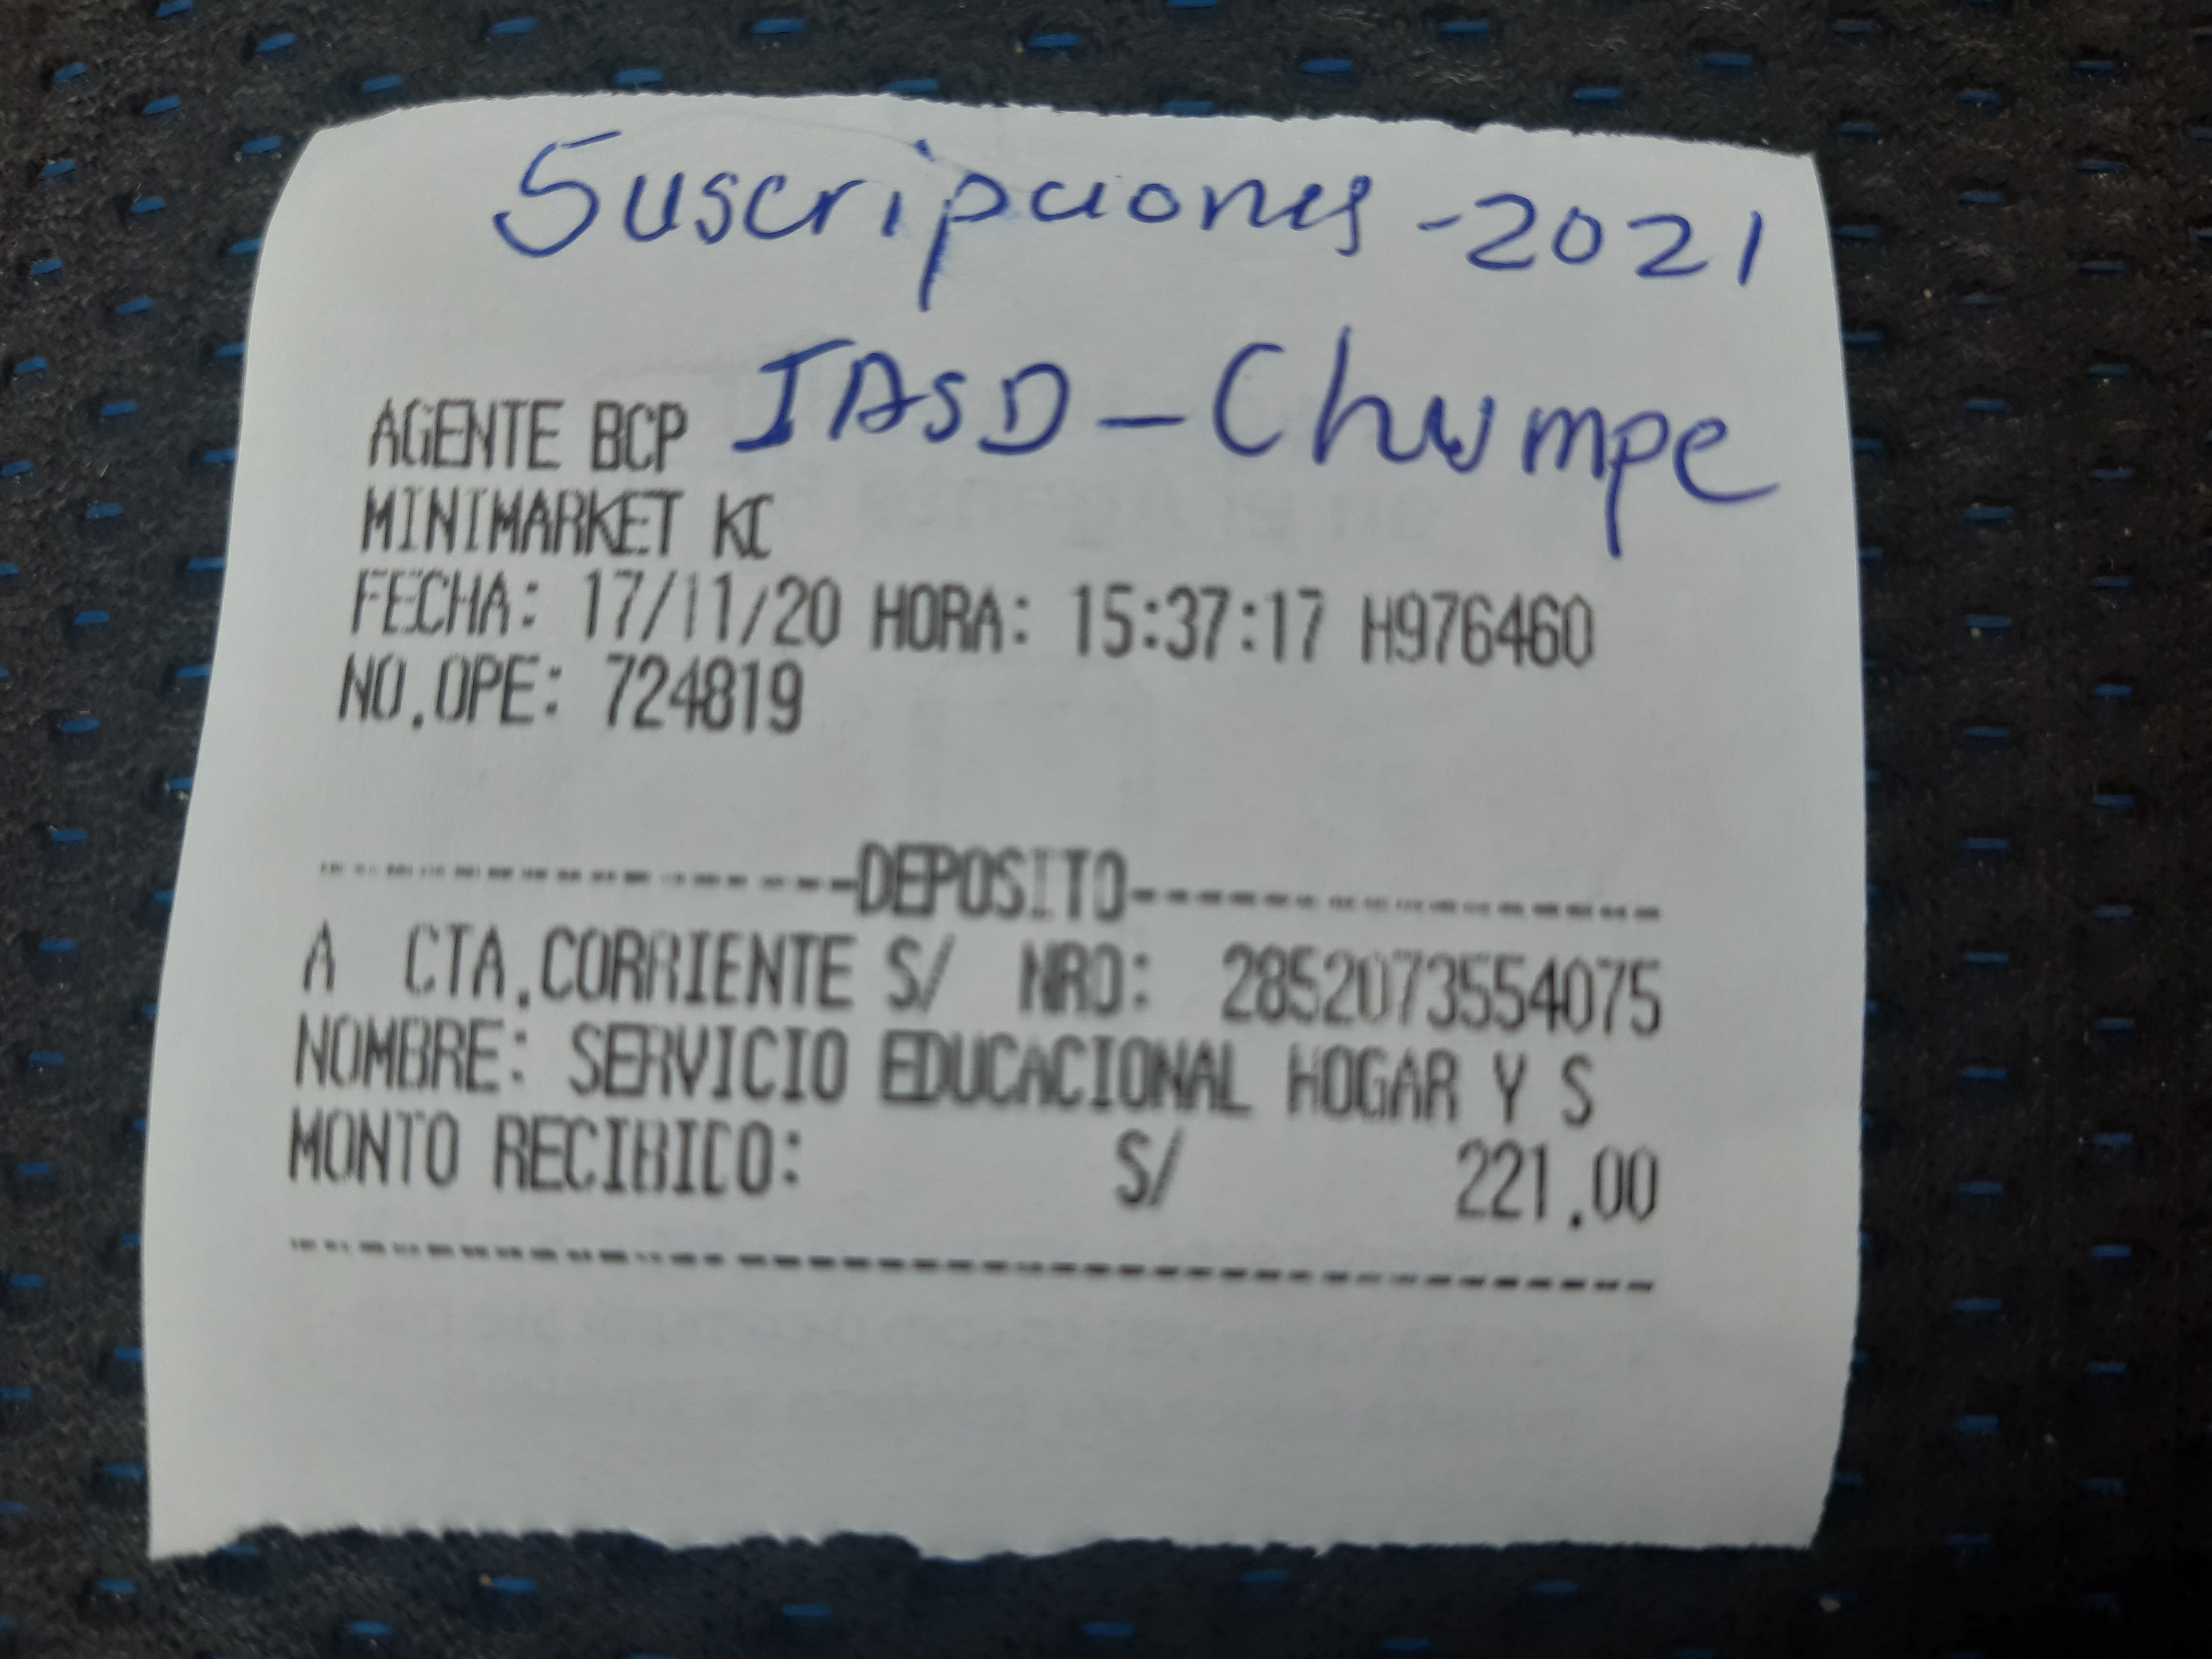 Suscripciones - 2021
IASD - Chumpe
AGENTE BCP
MINIMARKET KC
FECHA: 17/11/20 HORA: 15:37:17 H976460
NO.OPE: 724819
DEPOSITO
A CTA.CORRIENTE S/ NRO: 2852073554075
NOMBRE: SERVICIO EDUCACIONAL HOGAR Y S
MONTO RECIBIDO: S/ 221.00